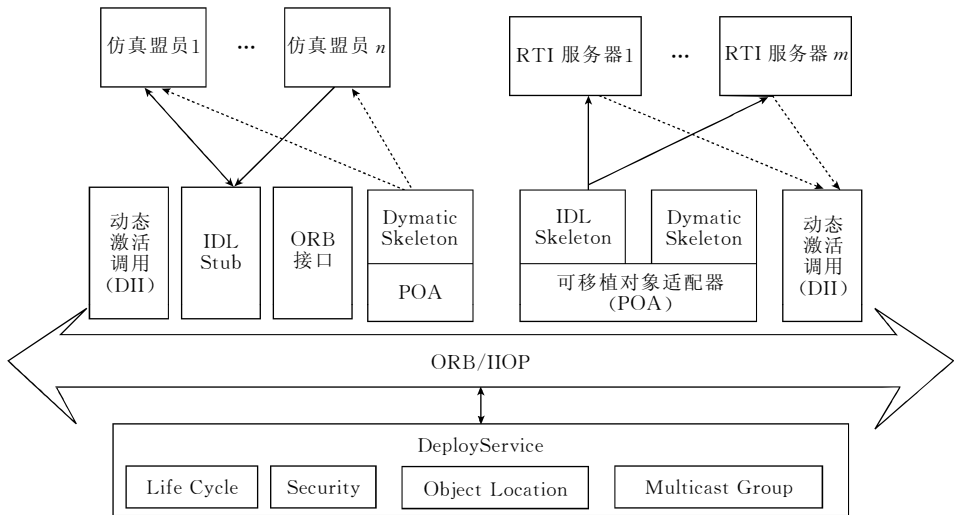 仿真盟员1 … 仿真盟员 n
RTI 服务器1 … RTI 服务器 m
动态
激活
调用
(DII)
IDL
Stub
ORB
接口
Dymatic
Skeleton
POA
IDL
Skeleton
Dymatic
Skeleton
可移植对象适配器
(POA)
动态
激活
调用
(DII)
ORB/IIOP
DeployService
Life Cycle
Security
Object Location
Multicast Group